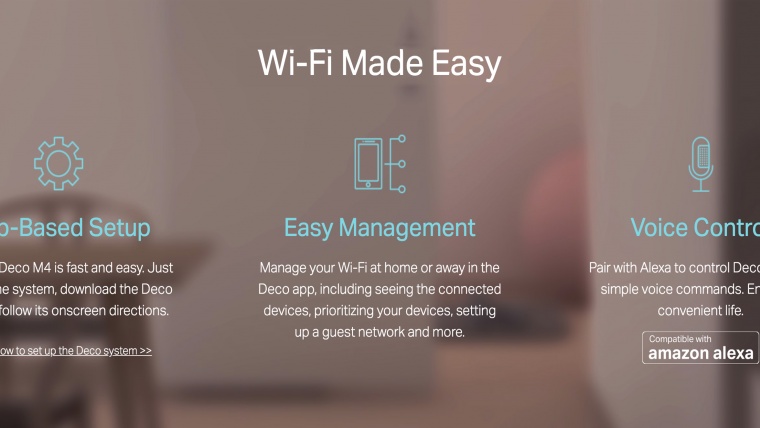 Wi-Fi Made Easy
-Based Setup
Deco M4 is fast and easy. Just
the system, download the Deco
follow its onscreen directions.
ow to set up the Deco system >>
Easy Management
Manage your Wi-Fi at home or away in the
Deco app, including seeing the connected
devices, prioritizing your devices, setting
up a guest network and more.
Voice Contro
Pair with Alexa to control Deco
simple voice commands. En
convenient life.
Compatible with
amazon alexa